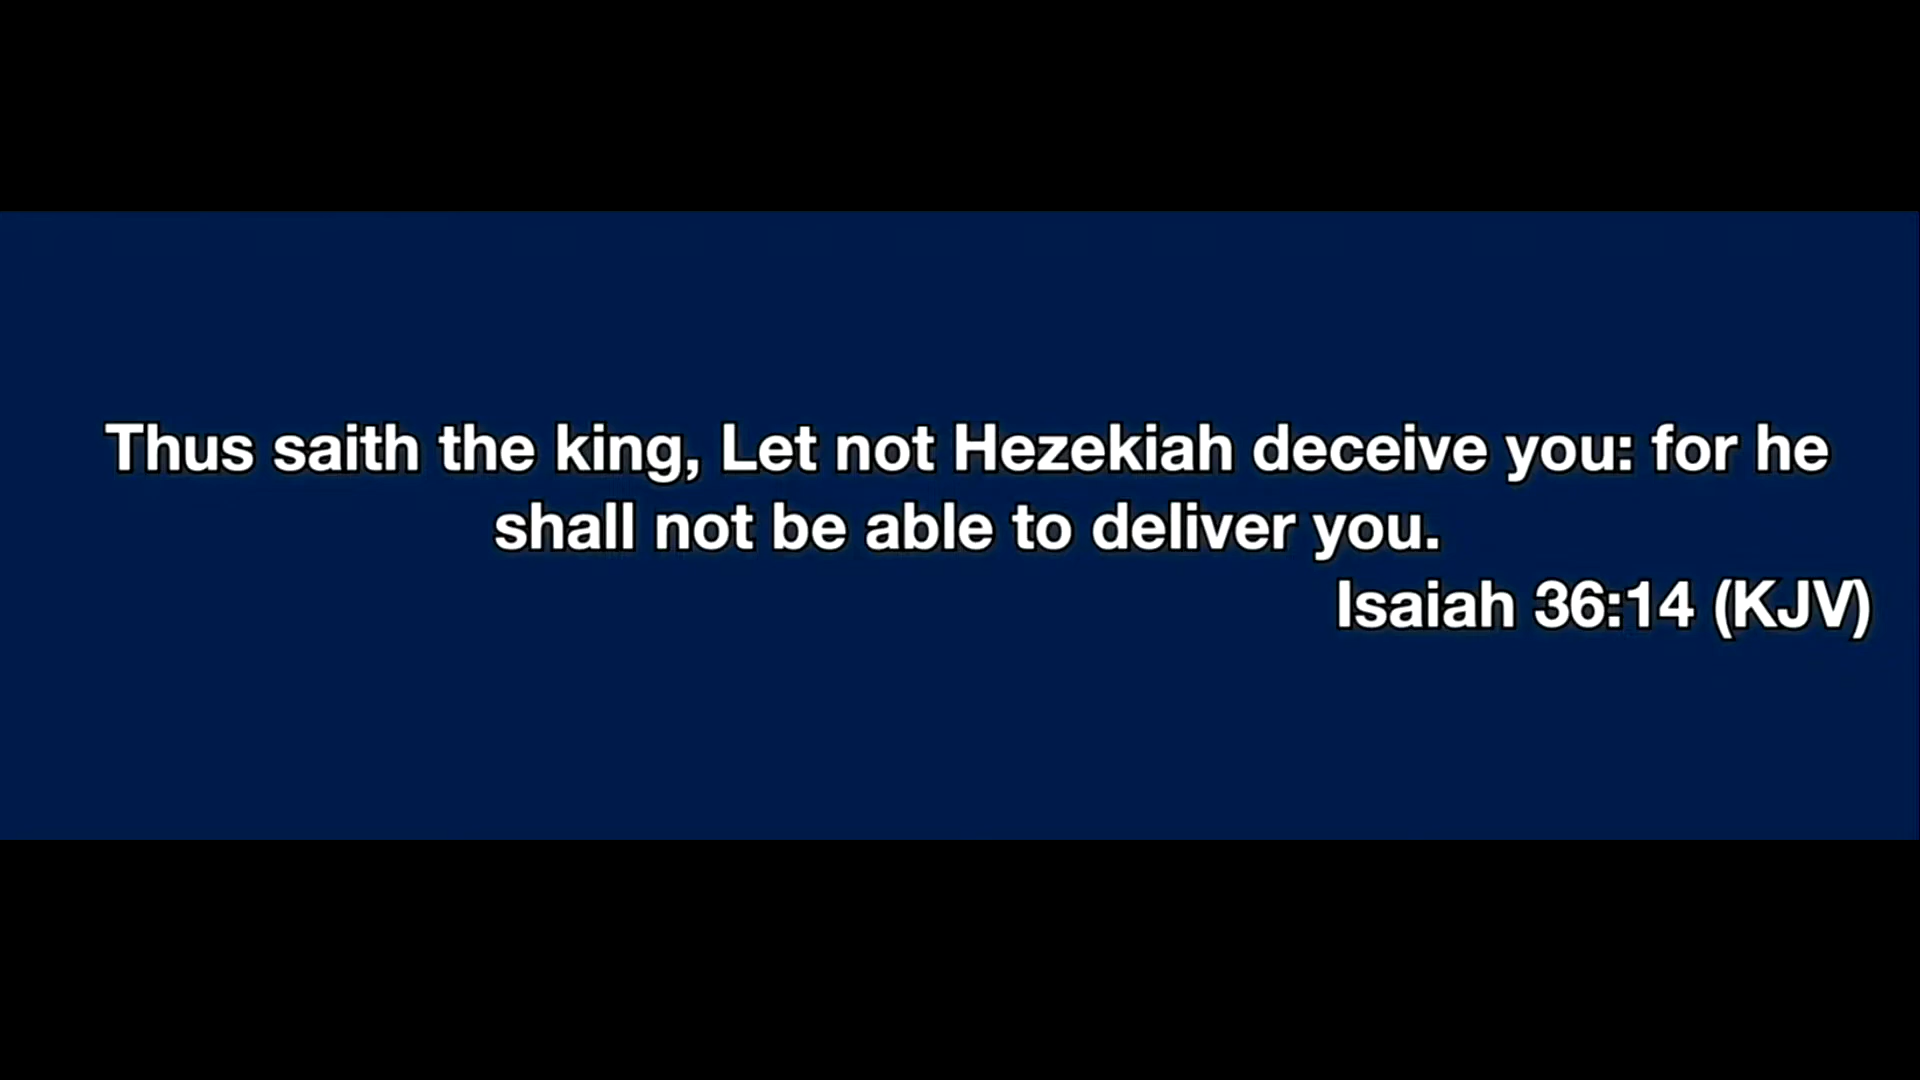 Thus saith the king, Let not Hezekiah deceive you: for he
shall not be able to deliver you.
Isaiah 36:14 (KJV)